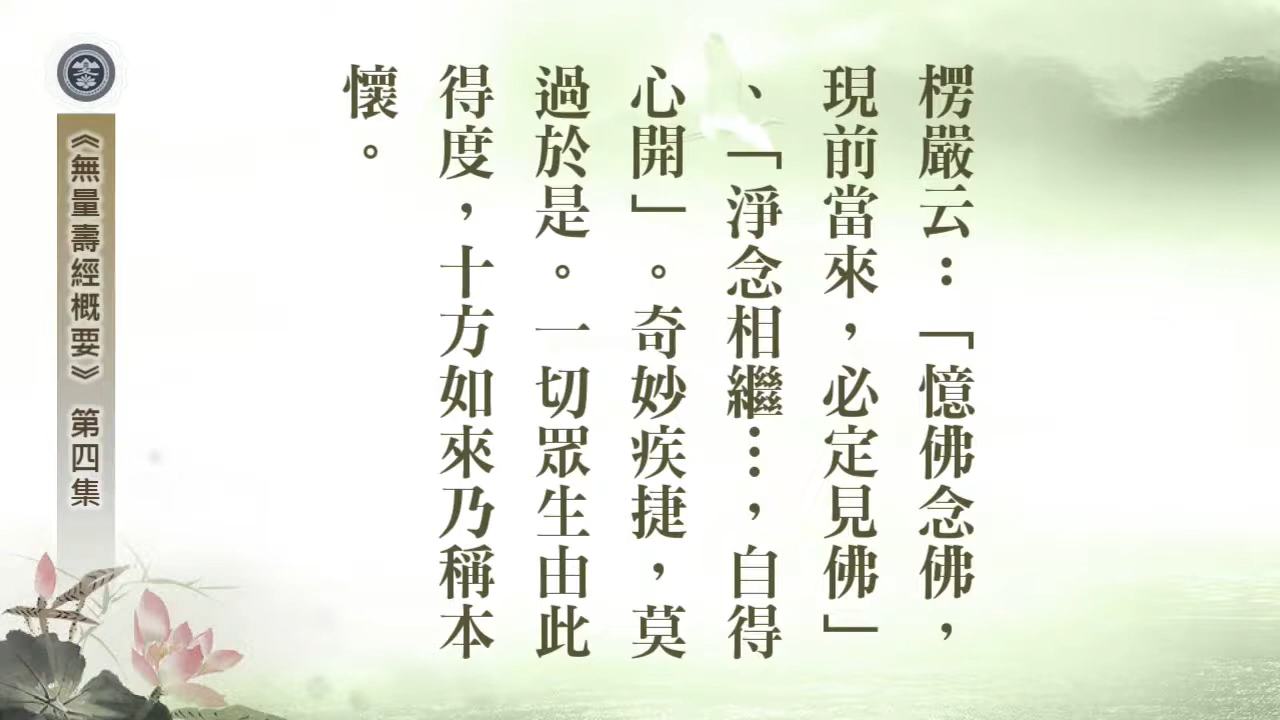 楞嚴云：「憶佛念佛，
現前當來，必定見佛」
、「淨念相繼…，自得
心開」。奇妙疾捷，莫
過於是。一切眾生由此
得度，十方如來乃稱本
懷。
《無量壽經概要》 第四集